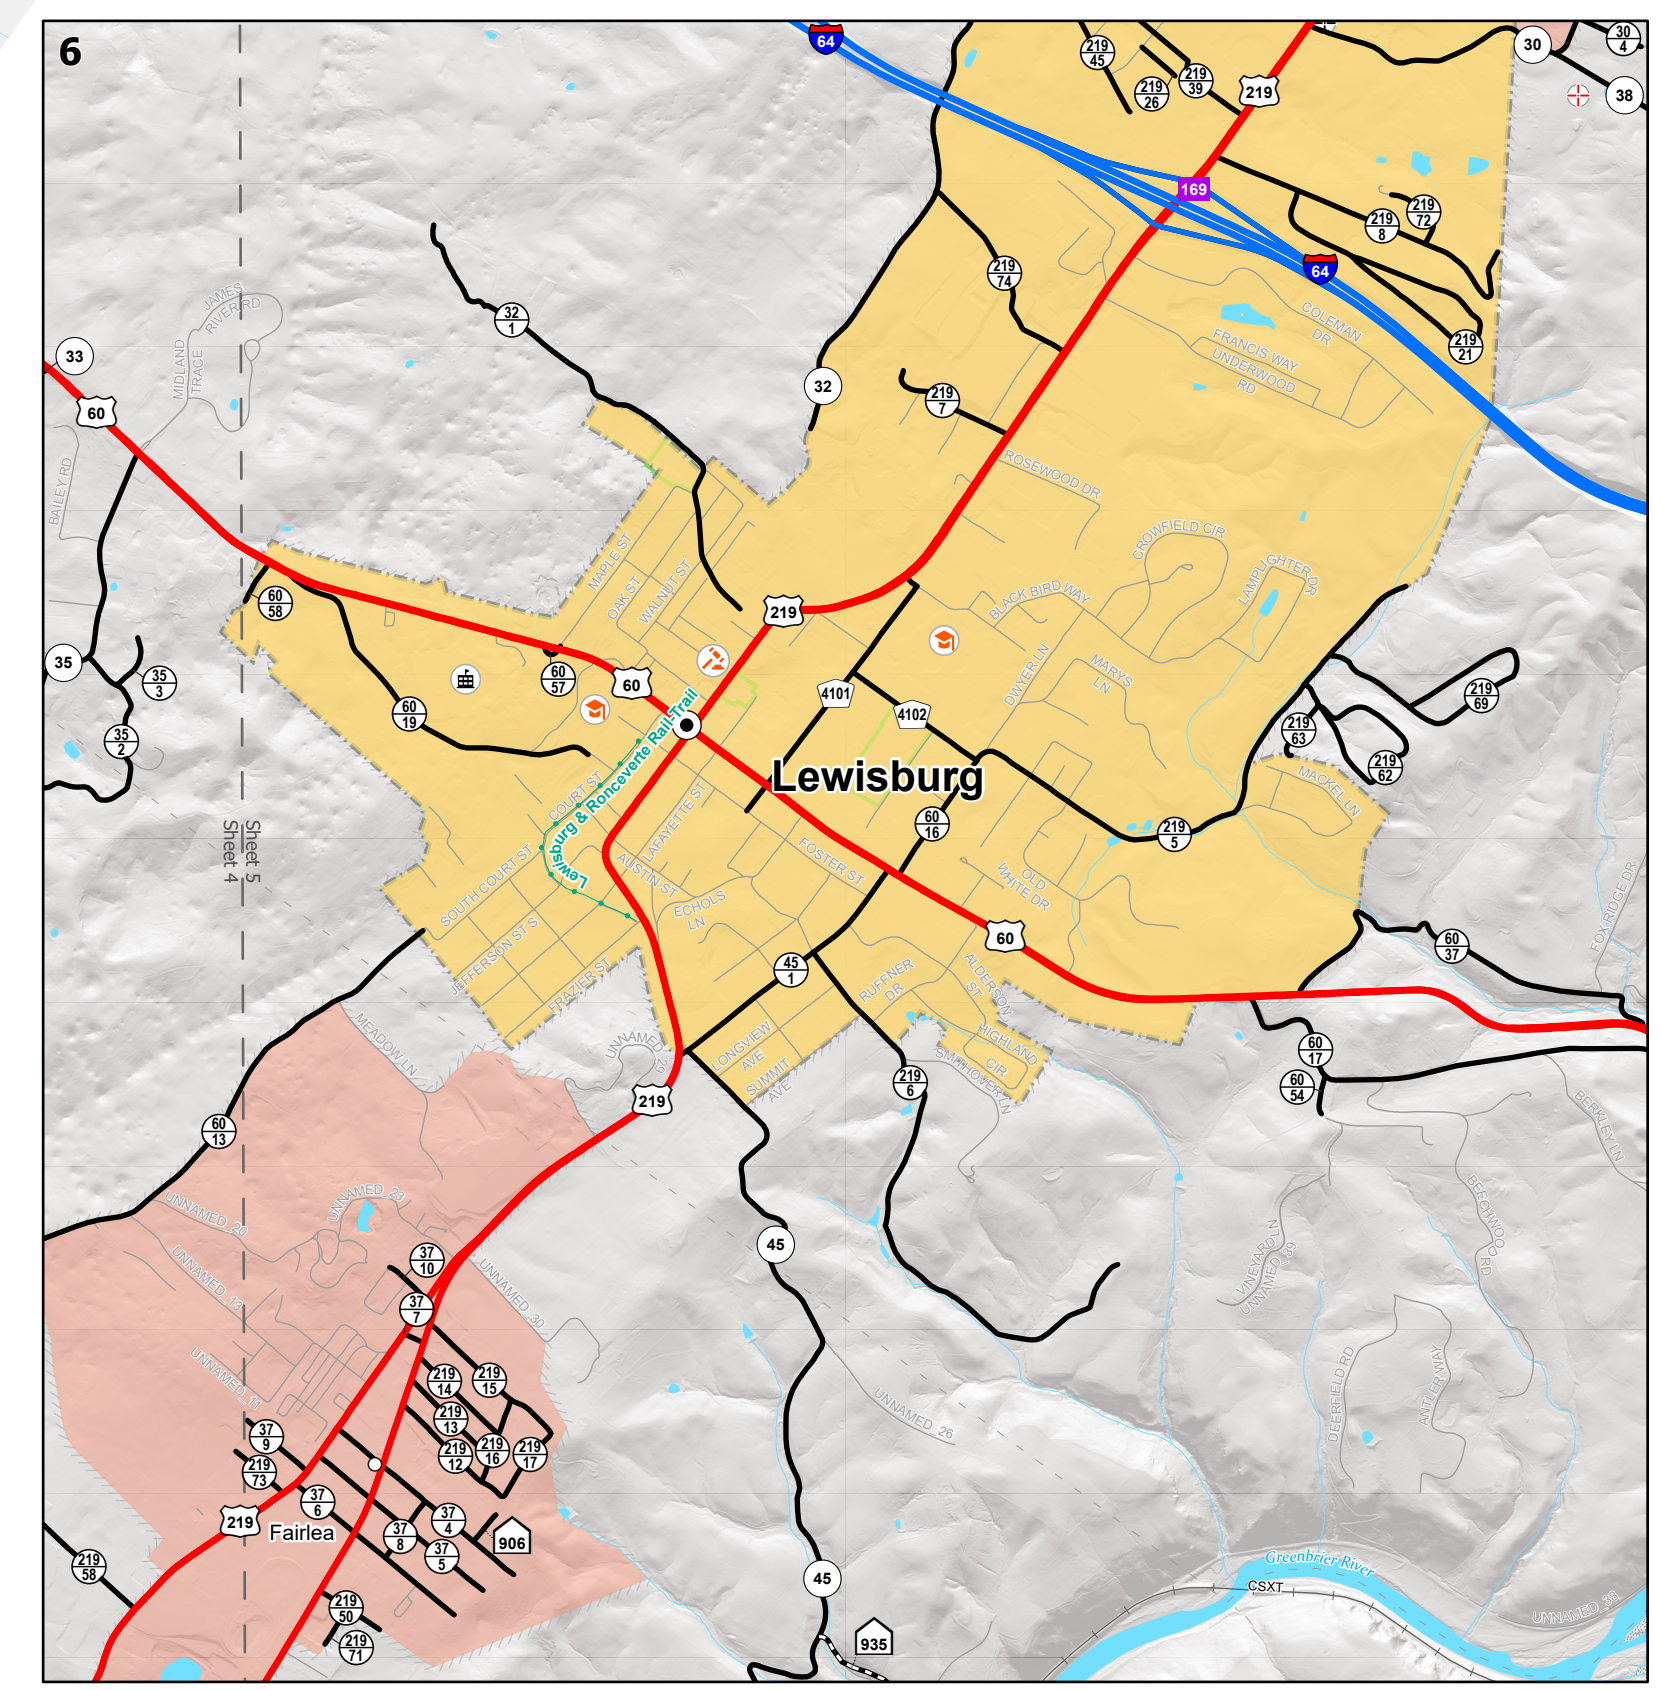 6
64
219
45
219
26
219
39
219
30
30
4
38
169
219
8
219
72
64
219
21
219
74
32
1
JAMES
RIVER RD
MIDLAND
TRACE
33
60
BAILEY RD
32
219
7
COLEMAN
DR
FRANCIS WAY
UNDERWOOD
RD
ROSEWOOD DR
CROWFIELD CIR
LAMPLIGHTER DR
BLACK BIRD WAY
MAPLE ST
OAK ST
WALNUT ST
60
58
219
35
35
3
35
2
60
19
60
57
60
4101
4102
DWYER LN
MARYS
LN
219
69
219
63
219
62
MACKEL LN
Lewisburg
Lewisburg & Ronceverte Rail-Trail
COURT ST
LAFAYETTE ST
60
16
219
5
Sheet 5
Sheet 4
SOUTH COURT ST
AUSTIN ST
ECHOLS
LN
FOSTER ST
OLD
WHITE DR
JEFFERSON ST S
FRAZIER ST
60
60
37
FOX RIDGE DR
45
1
RUFFNER
DR
ALDERSON
ST
HIGHLAND
CIR
SMITHOVER LN
LONGVIEW
AVE
SUMMIT
AVE
UNNAMED_29
MEADOW LN
219
219
6
60
17
60
54
BERKLEY LN
60
13
UNNAMED_20
UNNAMED_23
UNNAMED_13
UNNAMED_11
UNNAMED_30
37
10
37
7
45
VINEYARD LN
UNNAMED_39
BEECHWOOD RD
DEERFIELD RD
ANTLER WAY
UNNAMED_26
219
14
219
15
219
13
219
12
219
16
219
17
37
9
219
73
37
6
219
Fairlea
37
8
37
4
37
5
906
219
58
219
50
219
71
45
935
Greenbrier River
CSXT
UNNAMED_38